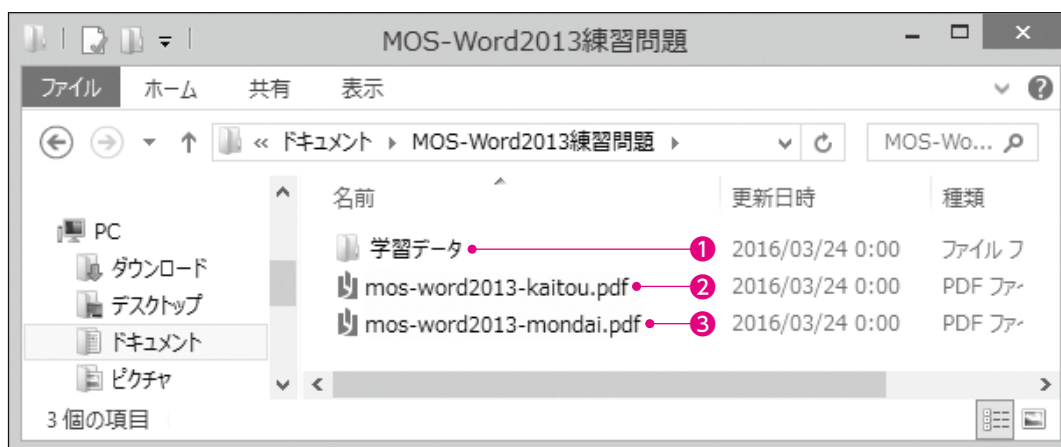 MOS-Word2013練習問題
ファイル ホーム 共有 表示
« ドキュメント MOS-Word2013練習問題 MOS-Wo...
名前 更新日時 種類
PC
ダウンロード
デスクトップ
ドキュメント
ピクチャ
学習データ ❶ 2016/03/24 0:00 ファイル フ
mos-word2013-kaitou.pdf ❷ 2016/03/24 0:00 PDF ファイ
mos-word2013-mondai.pdf ❸ 2016/03/24 0:00 PDF ファイ
3 個の項目